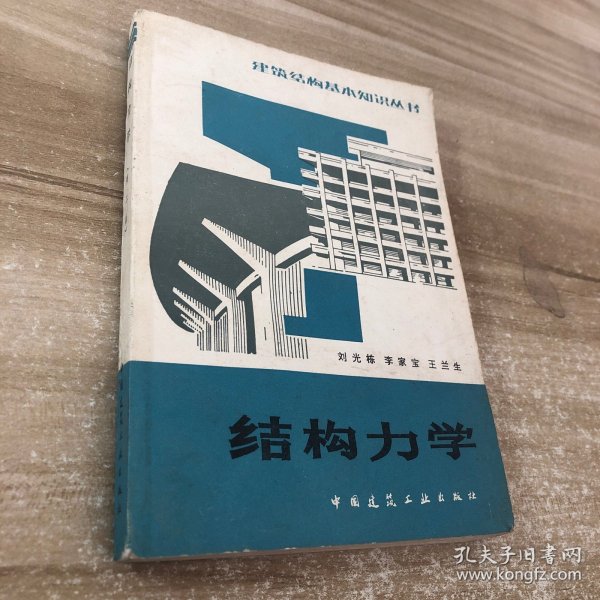 建筑结构基本知识丛书
刘光栋 李家宝 王兰生
结构力学
中国建筑工业出版社
孔夫子旧书网
www.kongfz.com